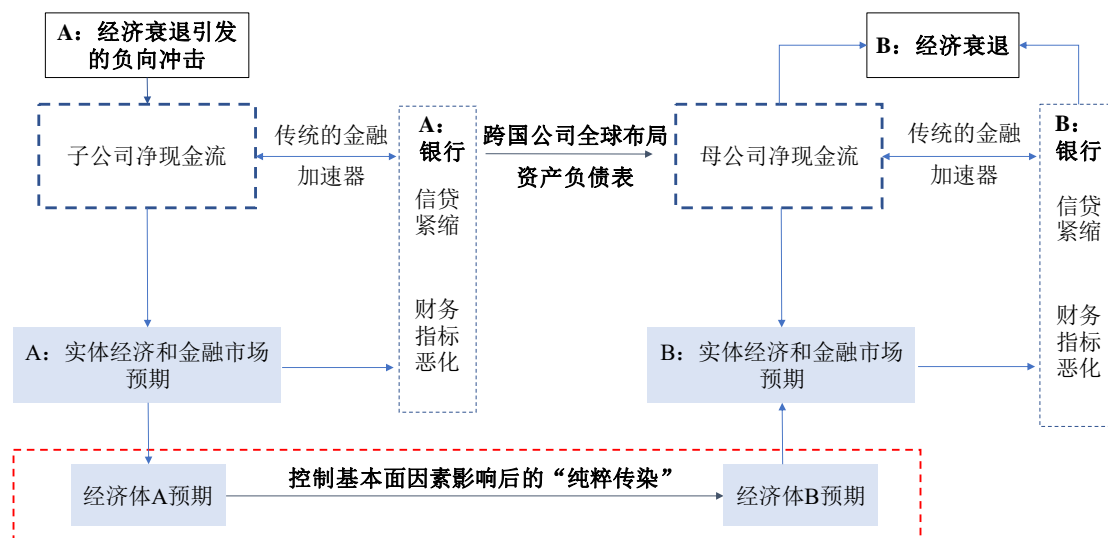 A：经济衰退引发
的负向冲击
B：经济衰退
子公司净现金流
传统的金融
加速器
A：
银行
信贷
紧缩
财务
指标
恶化
跨国公司全球布局
资产负债表
母公司净现金流
传统的金融
加速器
B：
银行
信贷
紧缩
财务
指标
恶化
A：实体经济和金融市场
预期
B：实体经济和金融市场
预期
经济体A预期
控制基本面因素影响后的“纯粹传染”
经济体B预期